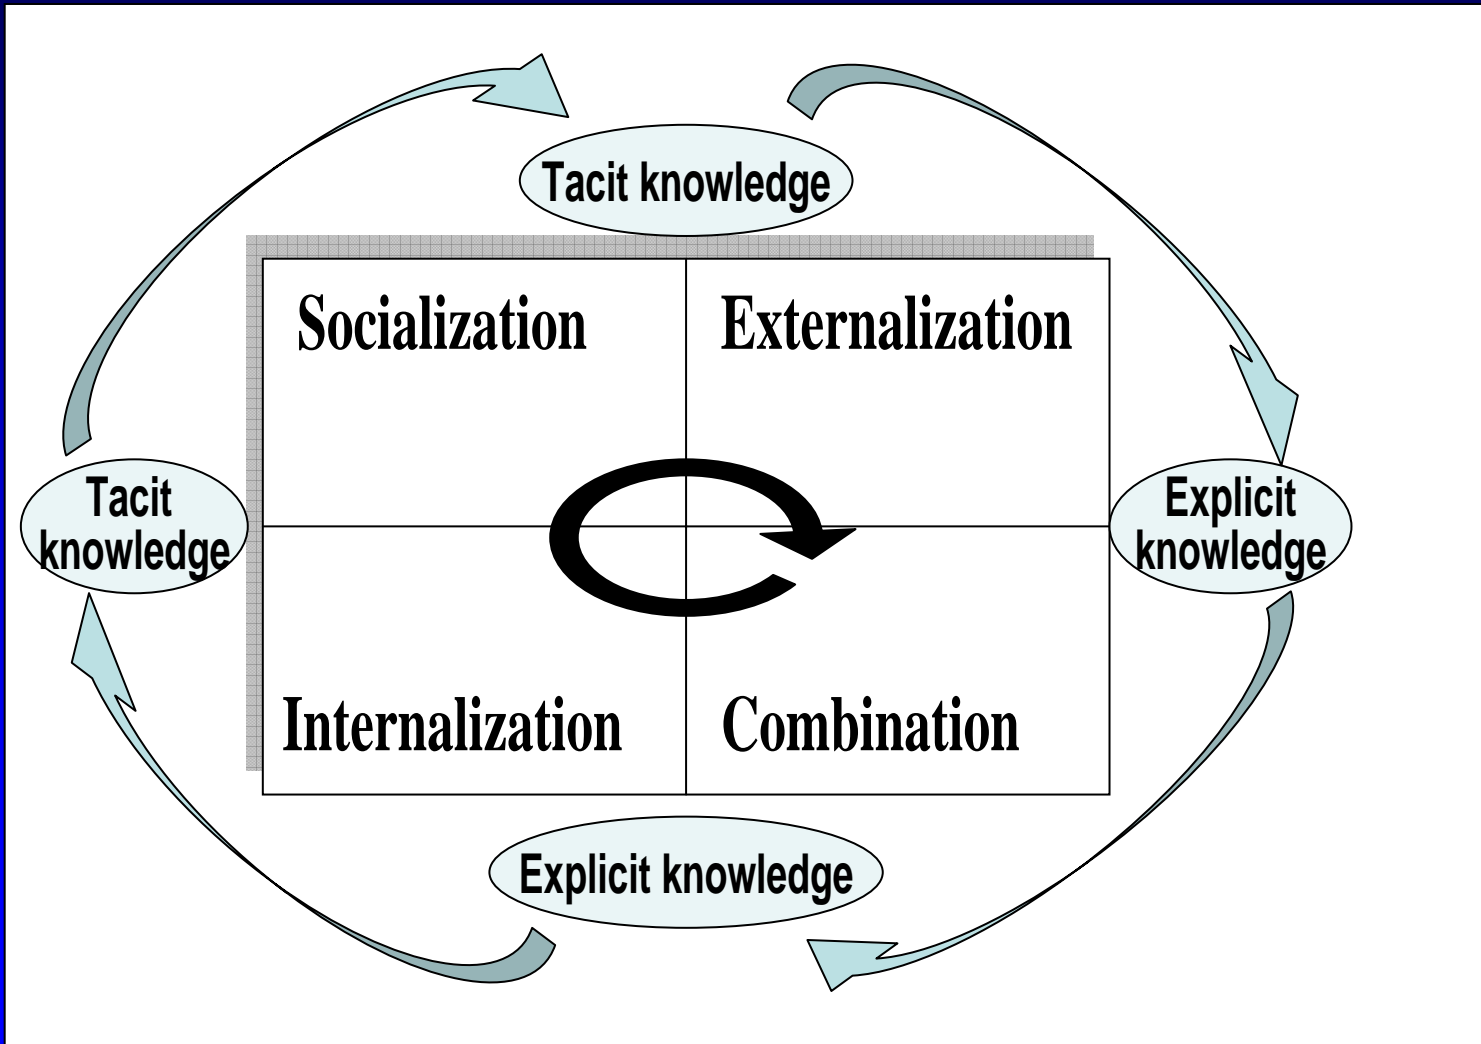 Tacit knowledge
Socialization
Externalization
Tacit
knowledge
Explicit
knowledge
Internalization
Combination
Explicit knowledge